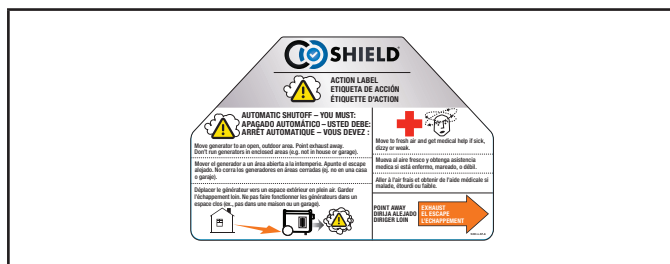 CO SHIELD®
ACTION LABEL
ETIQUETA DE ACCIÓN
ÉTIQUETTE D'ACTION
AUTOMATIC SHUTOFF – YOU MUST:
APAGADO AUTOMÁTICO – USTED DEBE:
ARRÊT AUTOMATIQUE – VOUS DEVEZ :
Move generator to an open, outdoor area. Point exhaust away.
Don't run generators in enclosed areas (e.g. not in house or garage).
Mover el generador a un área abierta a la intemperie. Apunte el escape
alejado. No corra los generadores en áreas cerradas (ej. no en una casa
o garaje).
Déplacer le générateur vers un espace extérieur en plein air. Garder
l'échappement loin. Ne pas faire fonctionner les générateurs dans un
espace clos (ex., pas dans une maison ou un garage).
Move to fresh air and get medical help if sick,
dizzy or weak.
Mueva al aire fresco y obtenga asistencia
medica si está enfermo, mareado, o débil.
Aller à l'air frais et obtenir de l'aide médicale si
malade, étourdi ou faible.
POINT AWAY
DIRIJA ALEJADO
DIRIGER LOIN
EXHAUST
EL ESCAPE
L'ÉCHAPPEMENT